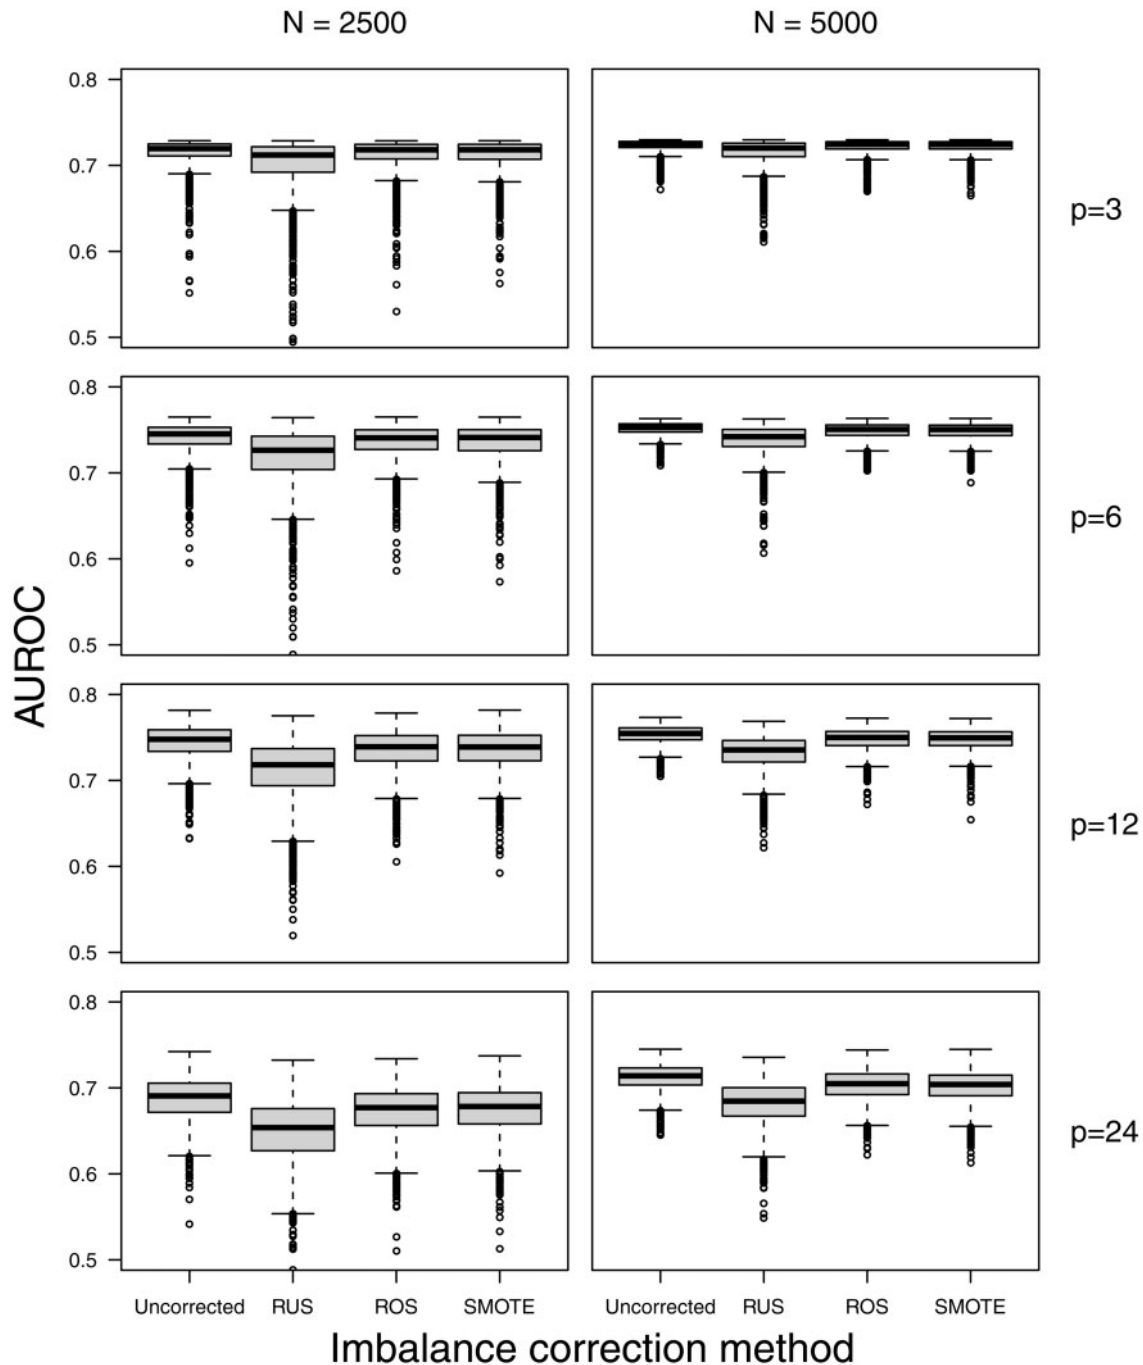 N = 2500 N = 5000
0.8
0.7
0.6
0.5
p=3
0.8
0.7
0.6
0.5
p=6
AUROC
0.8
0.7
0.6
0.5
p=12
0.8
0.7
0.6
0.5
p=24
Uncorrected RUS ROS SMOTE Uncorrected RUS ROS SMOTE
Imbalance correction method